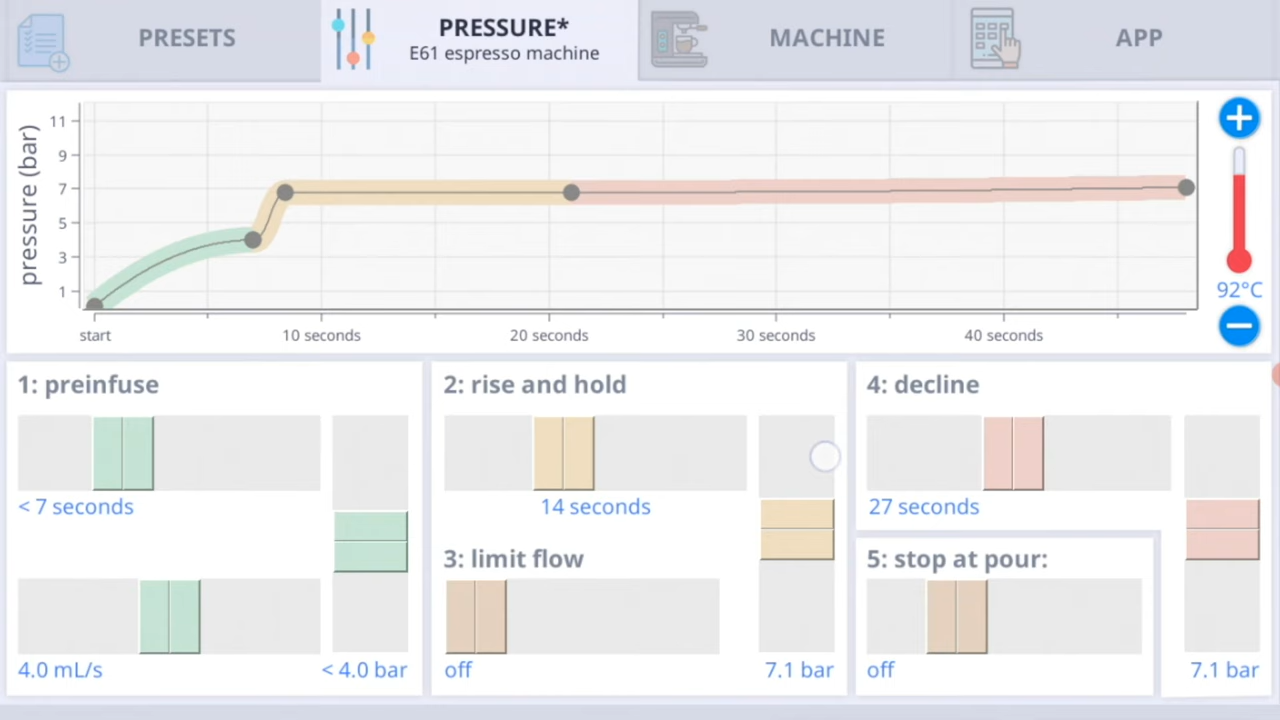 PRESETS
PRESSURE*
E61 espresso machine
MACHINE
APP
pressure (bar)
11
9
7
5
3
1
start
10 seconds
20 seconds
30 seconds
40 seconds
92°C
1: preinfuse
< 7 seconds
4.0 mL/s
< 4.0 bar
2: rise and hold
14 seconds
3: limit flow
off
7.1 bar
4: decline
27 seconds
5: stop at pour:
off
7.1 bar